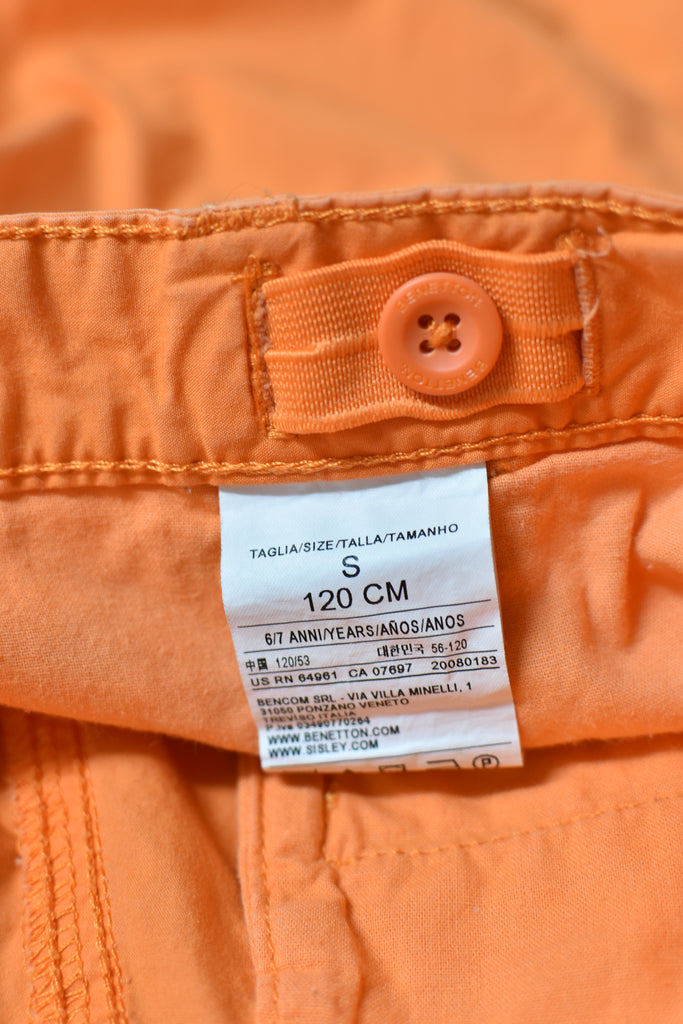 BENETTON
BENETTON
TAGLIA/SIZE/TALLA/TAMANHO
S
120 CM
6/7 ANNI/YEARS/AÑOS/ANOS
中国 120/53 대한민국 56-120
US RN 64961 CA 07697 20080183
BENCOM SRL - VIA VILLA MINELLI, 1
31050 PONZANO VENETO
TREVISO ITALIA
P.Iva 03490770264
WWW.BENETTON.COM
WWW.SISLEY.COM
P